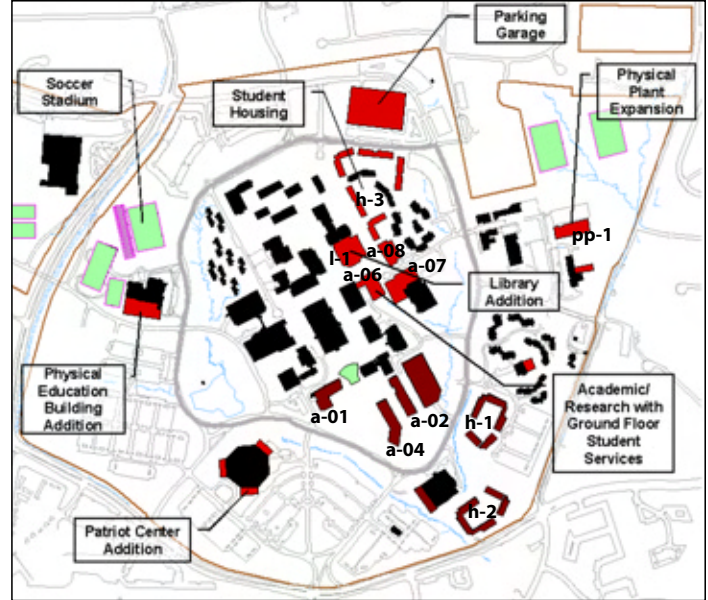 Parking
Garage
Soccer
Stadium
Student
Housing
Physical
Plant
Expansion
h-3
pp-1
l-1
a-08
a-06
a-07
Library
Addition
Physical
Education
Building
Addition
a-01
a-02
a-04
h-1
Academic/
Research with
Ground Floor
Student
Services
h-2
Patriot Center
Addition